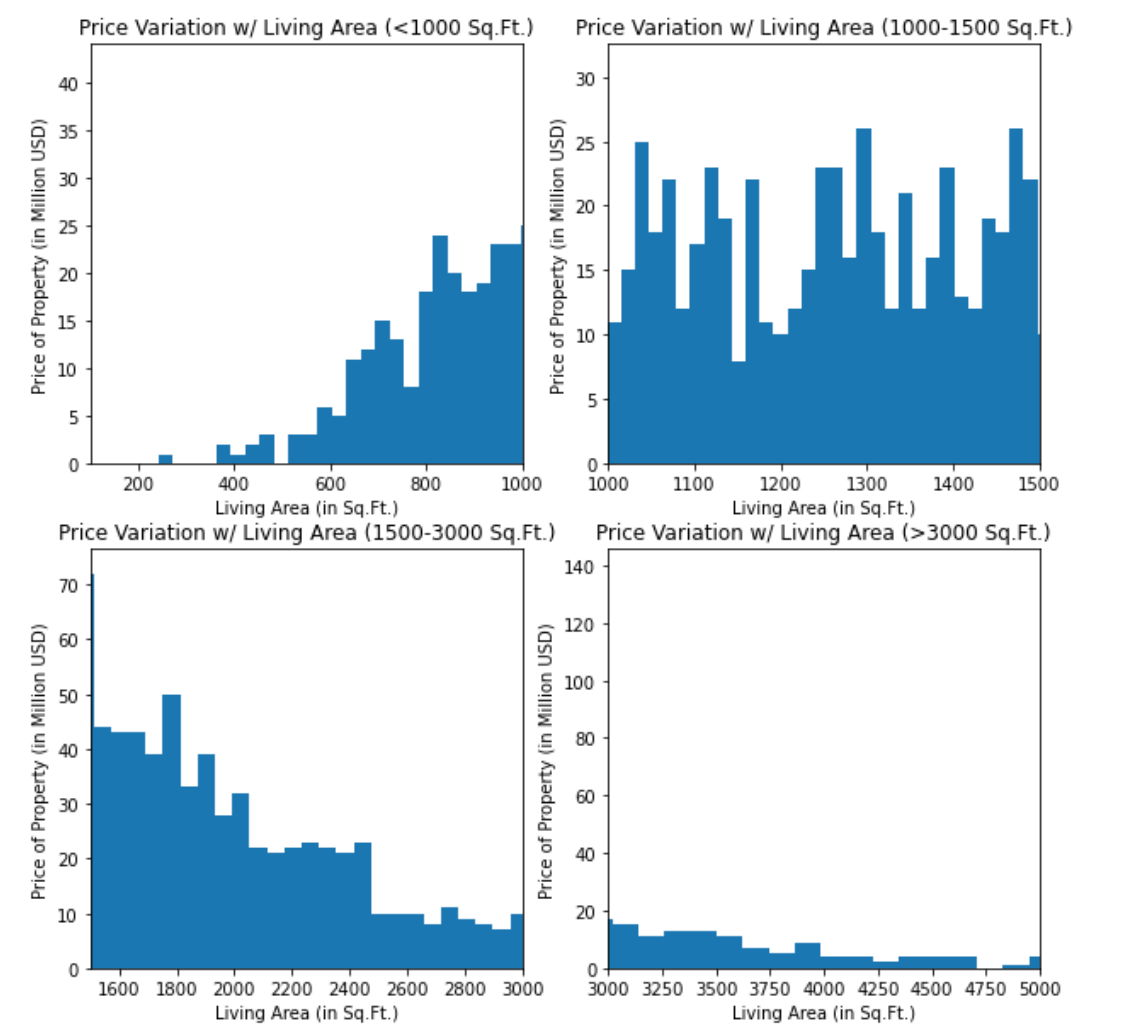 Price Variation w/ Living Area (<1000 Sq.Ft.)
Price of Property (in Million USD)
40
35
30
25
20
15
10
5
0
200 400 600 800 1000
Living Area (in Sq.Ft.)
Price Variation w/ Living Area (1000-1500 Sq.Ft.)
Price of Property (in Million USD)
30
25
20
15
10
5
0
1000 1100 1200 1300 1400 1500
Living Area (in Sq.Ft.)
Price Variation w/ Living Area (1500-3000 Sq.Ft.)
Price of Property (in Million USD)
70
60
50
40
30
20
10
0
1600 1800 2000 2200 2400 2600 2800 3000
Living Area (in Sq.Ft.)
Price Variation w/ Living Area (>3000 Sq.Ft.)
Price of Property (in Million USD)
140
120
100
80
60
40
20
0
3000 3250 3500 3750 4000 4250 4500 4750 5000
Living Area (in Sq.Ft.)